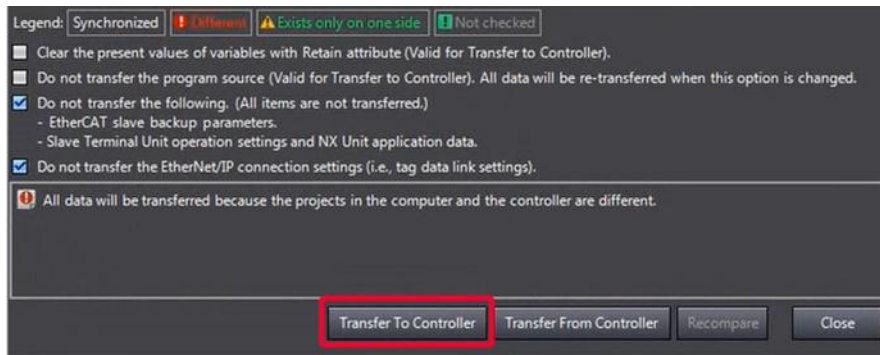 Legend: Synchronized Different Exists only on one side Not checked
Clear the present values of variables with Retain attribute (Valid for Transfer to Controller).
Do not transfer the program source (Valid for Transfer to Controller). All data will be re-transferred when this option is changed.
Do not transfer the following. (All items are not transferred.)
- EtherCAT slave backup parameters.
- Slave Terminal Unit operation settings and NX Unit application data.
Do not transfer the EtherNet/IP connection settings (i.e., tag data link settings).
All data will be transferred because the projects in the computer and the controller are different.
Transfer To Controller Transfer From Controller Recompare Close